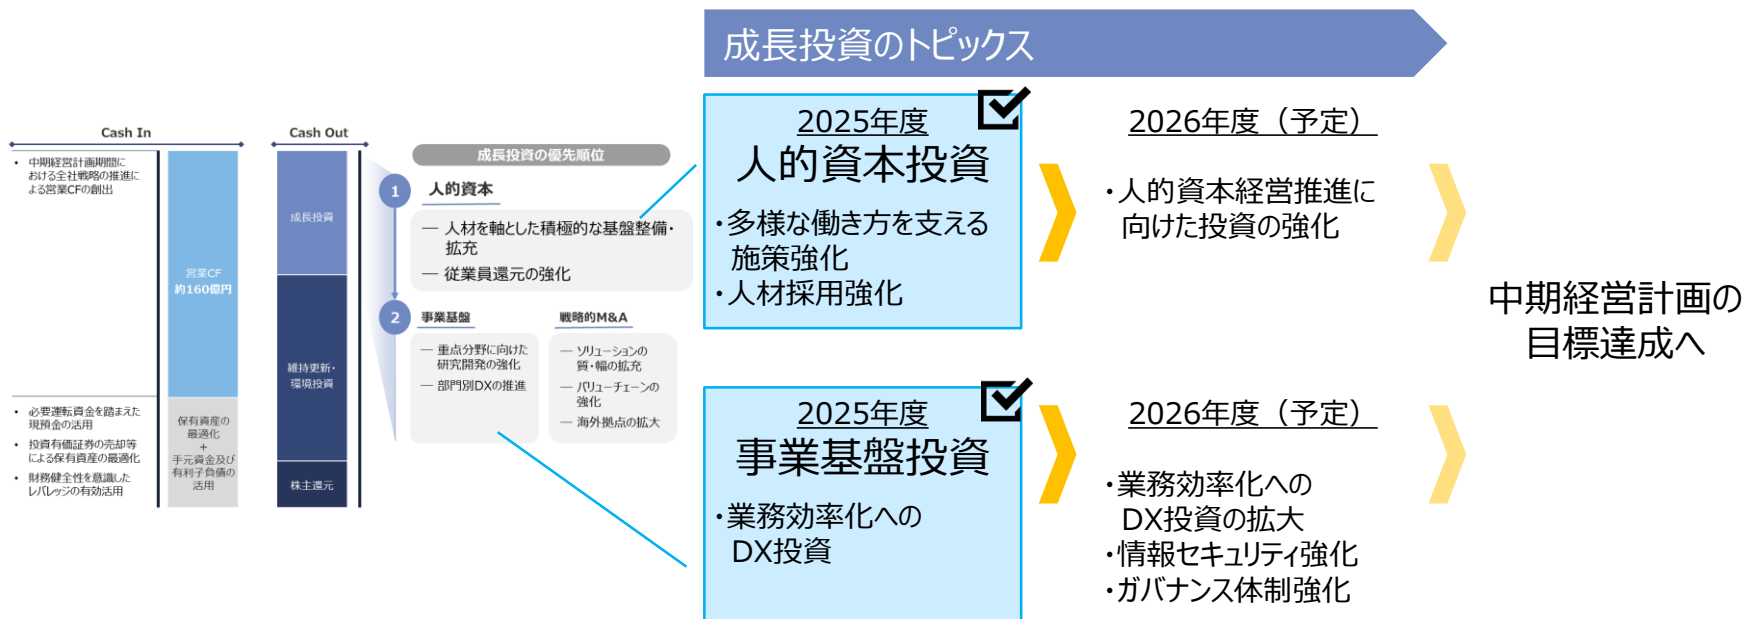 成長投資のトピックス
Cash In
・ 中期経営計画期間に
おける全社戦略の推進に
よる営業CFの創出
営業CF
約160億円
・ 必要運転資金を踏まえた
現預金の活用
・ 投資有価証券の売却等
による保有資産の最適化
・ 財務健全性を意識した
レバレッジの有効活用
保有資産の
最適化
+
手元資金及び
有利子負債の
活用
Cash Out
成長投資
維持更新・
環境投資
株主還元
成長投資の優先順位
1
人的資本
― 人材を軸とした積極的な基盤整備・
拡充
― 従業員還元の強化
2
事業基盤
― 重点分野に向けた
研究開発の強化
― 部門別DXの推進
戦略的M&A
― ソリューションの
質・幅の拡充
― バリューチェーンの
強化
― 海外拠点の拡大
2025年度
人的資本投資
・多様な働き方を支える
施策強化
・人材採用強化
2026年度（予定）
・人的資本経営推進に
向けた投資の強化
2025年度
事業基盤投資
・業務効率化への
DX投資
2026年度（予定）
・業務効率化への
DX投資の拡大
・情報セキュリティ強化
・ガバナンス体制強化
中期経営計画の
目標達成へ